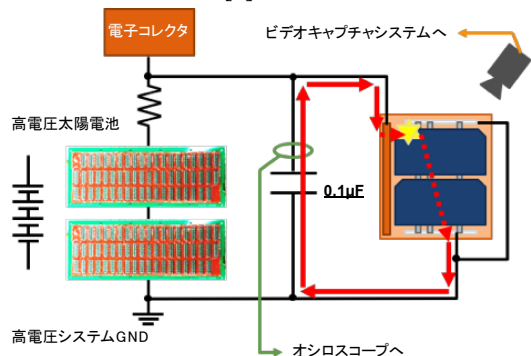 電子コレクタ
ビデオキャプチャシステムへ
高電圧太陽電池
0.1μF
高電圧システムGND
オシロスコープへ